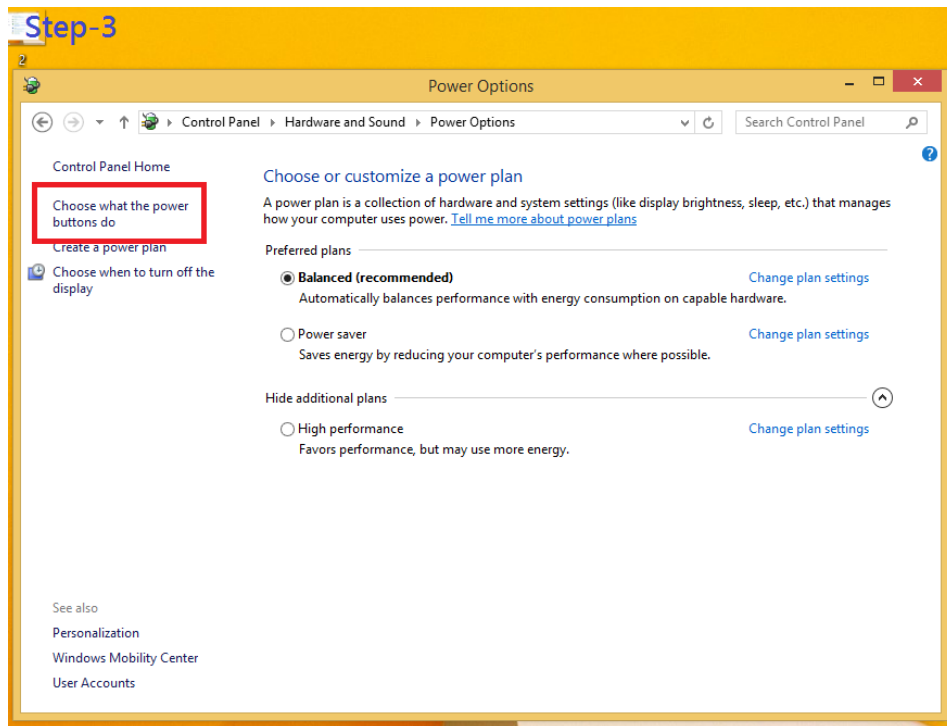 Step-3
2
Power Options
Control Panel Hardware and Sound Power Options
Search Control Panel
Control Panel Home
Choose what the power
buttons do
Create a power plan
Choose when to turn off the
display
Choose or customize a power plan
A power plan is a collection of hardware and system settings (like display brightness, sleep, etc.) that manages
how your computer uses power. Tell me more about power plans
Preferred plans
Balanced (recommended) Change plan settings
Automatically balances performance with energy consumption on capable hardware.
Power saver Change plan settings
Saves energy by reducing your computer's performance where possible.
Hide additional plans
High performance Change plan settings
Favors performance, but may use more energy.
See also
Personalization
Windows Mobility Center
User Accounts